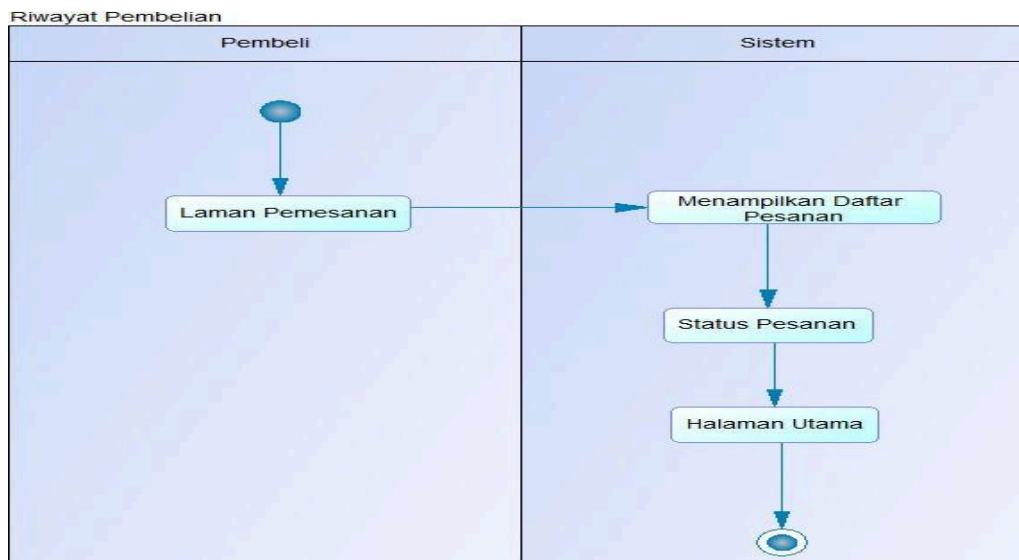 Riwayat Pembelian
Pembeli
Sistem
Laman Pemesanan
Menampilkan Daftar
Pesanan
Status Pesanan
Halaman Utama